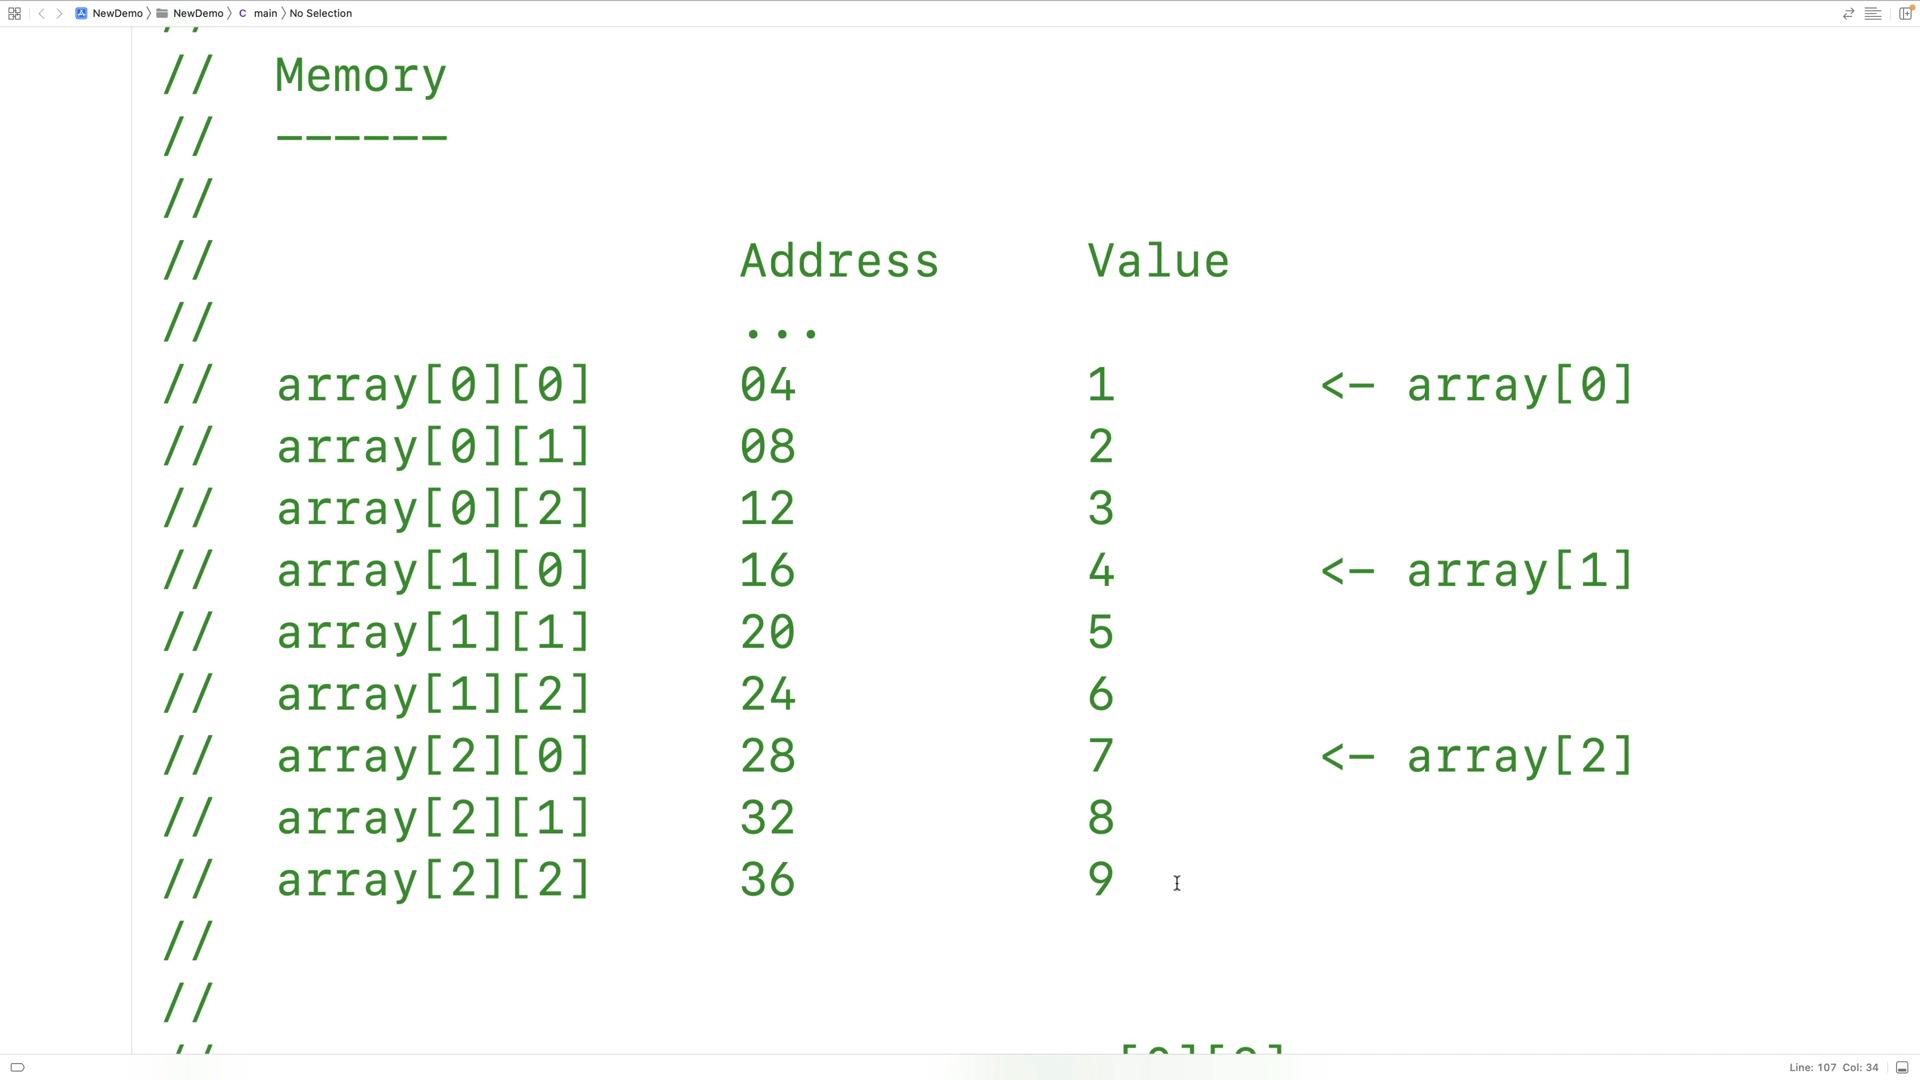 NewDemo NewDemo C main No Selection
//
// Memory
// ------
//
// Address Value
// ...
// array[0][0] 04 1 <- array[0]
// array[0][1] 08 2
// array[0][2] 12 3
// array[1][0] 16 4 <- array[1]
// array[1][1] 20 5
// array[1][2] 24 6
// array[2][0] 28 7 <- array[2]
// array[2][1] 32 8
// array[2][2] 36 9
//
//
//
Line: 107 Col: 34